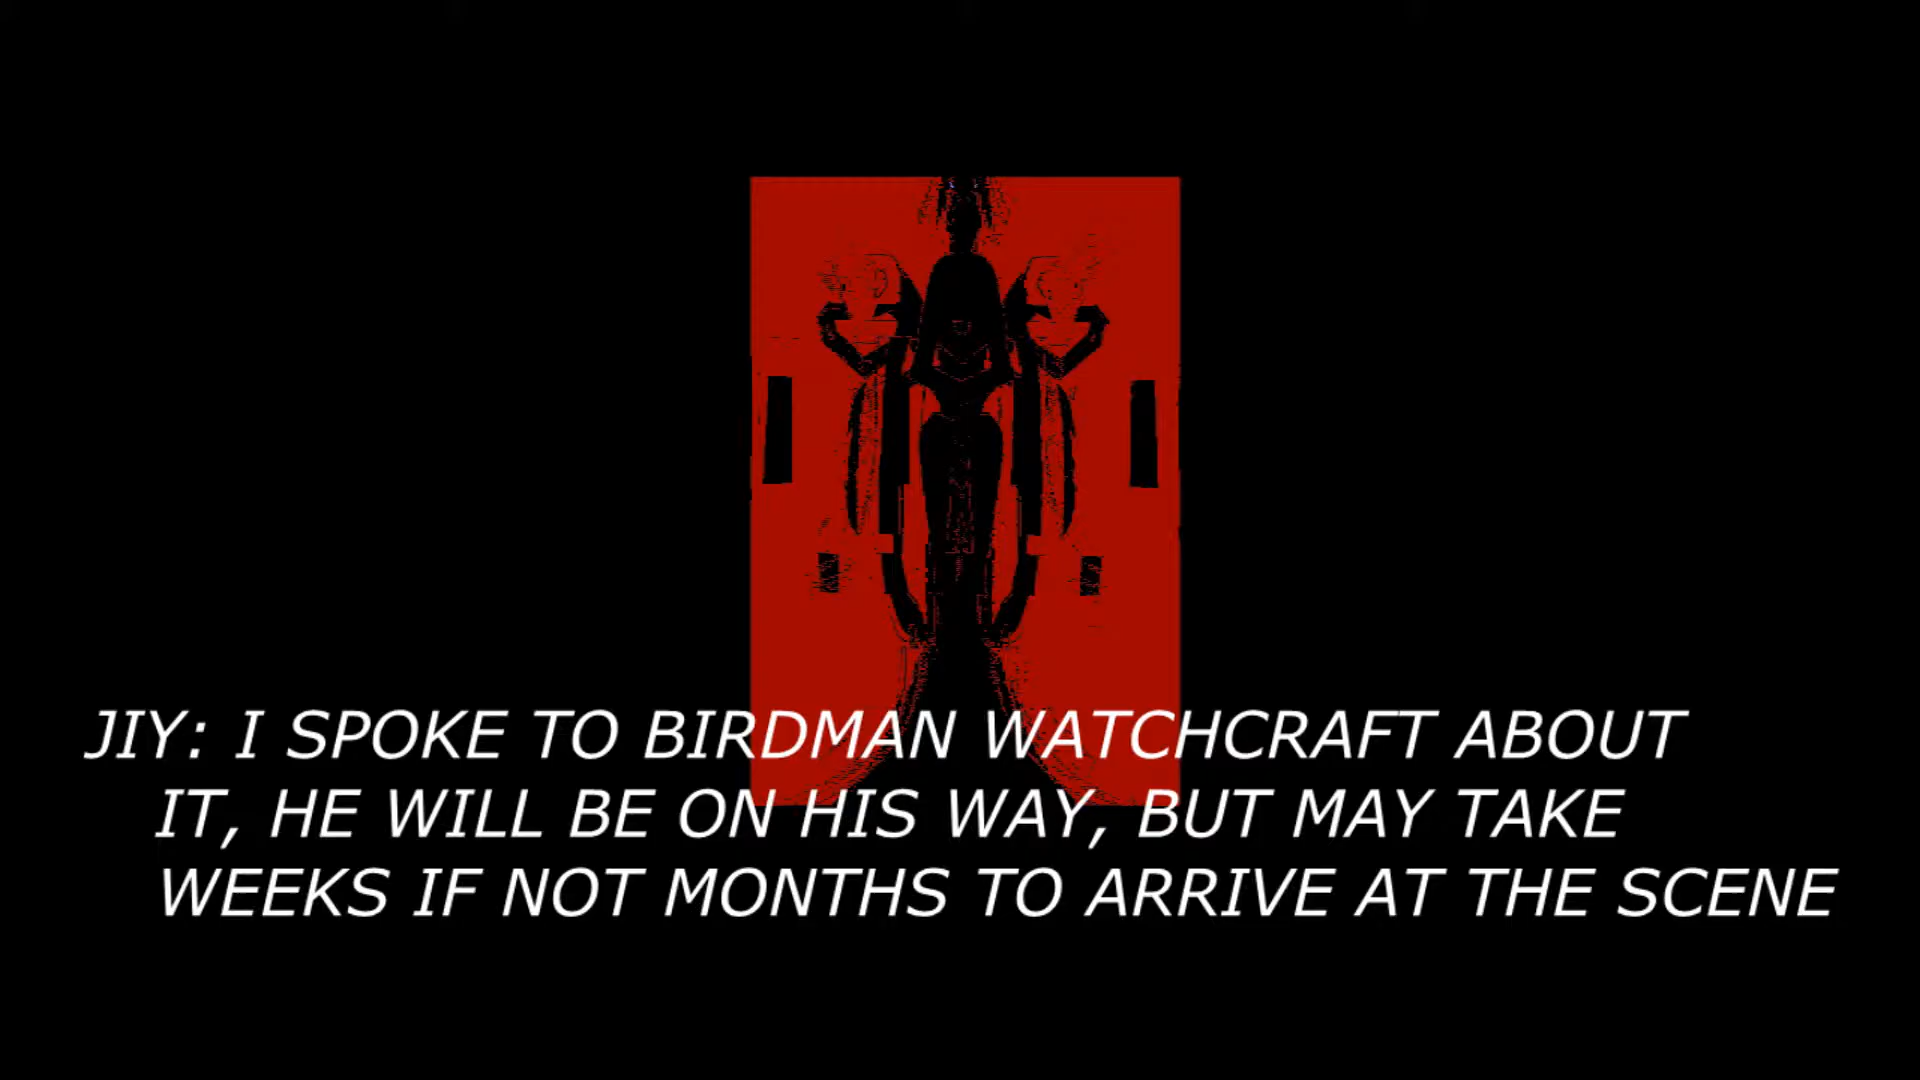 JIY: I SPOKE TO BIRDMAN WATCHCRAFT ABOUT
IT, HE WILL BE ON HIS WAY, BUT MAY TAKE
WEEKS IF NOT MONTHS TO ARRIVE AT THE SCENE